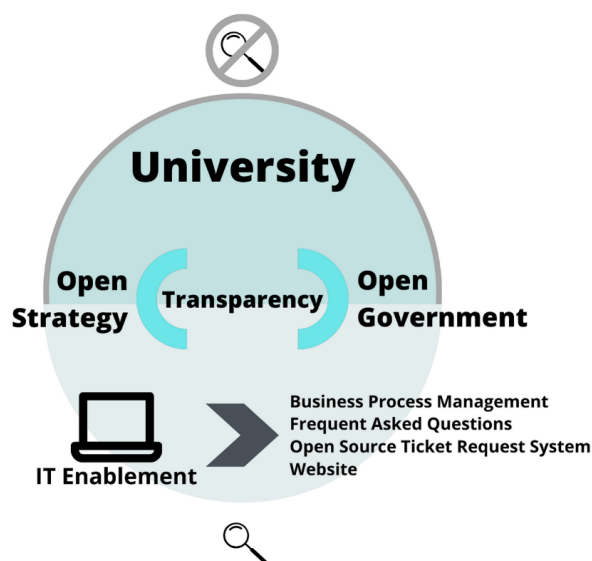 University
Open
Strategy
Transparency
Open
Government
IT Enablement
Business Process Management
Frequent Asked Questions
Open Source Ticket Request System
Website